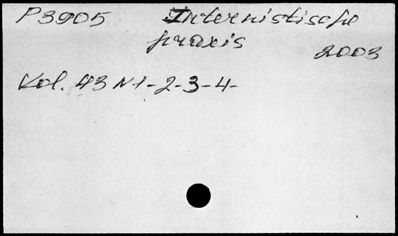 P3905 Internistische
praxis
2003
Vol. 43 N 1-2-3-4-